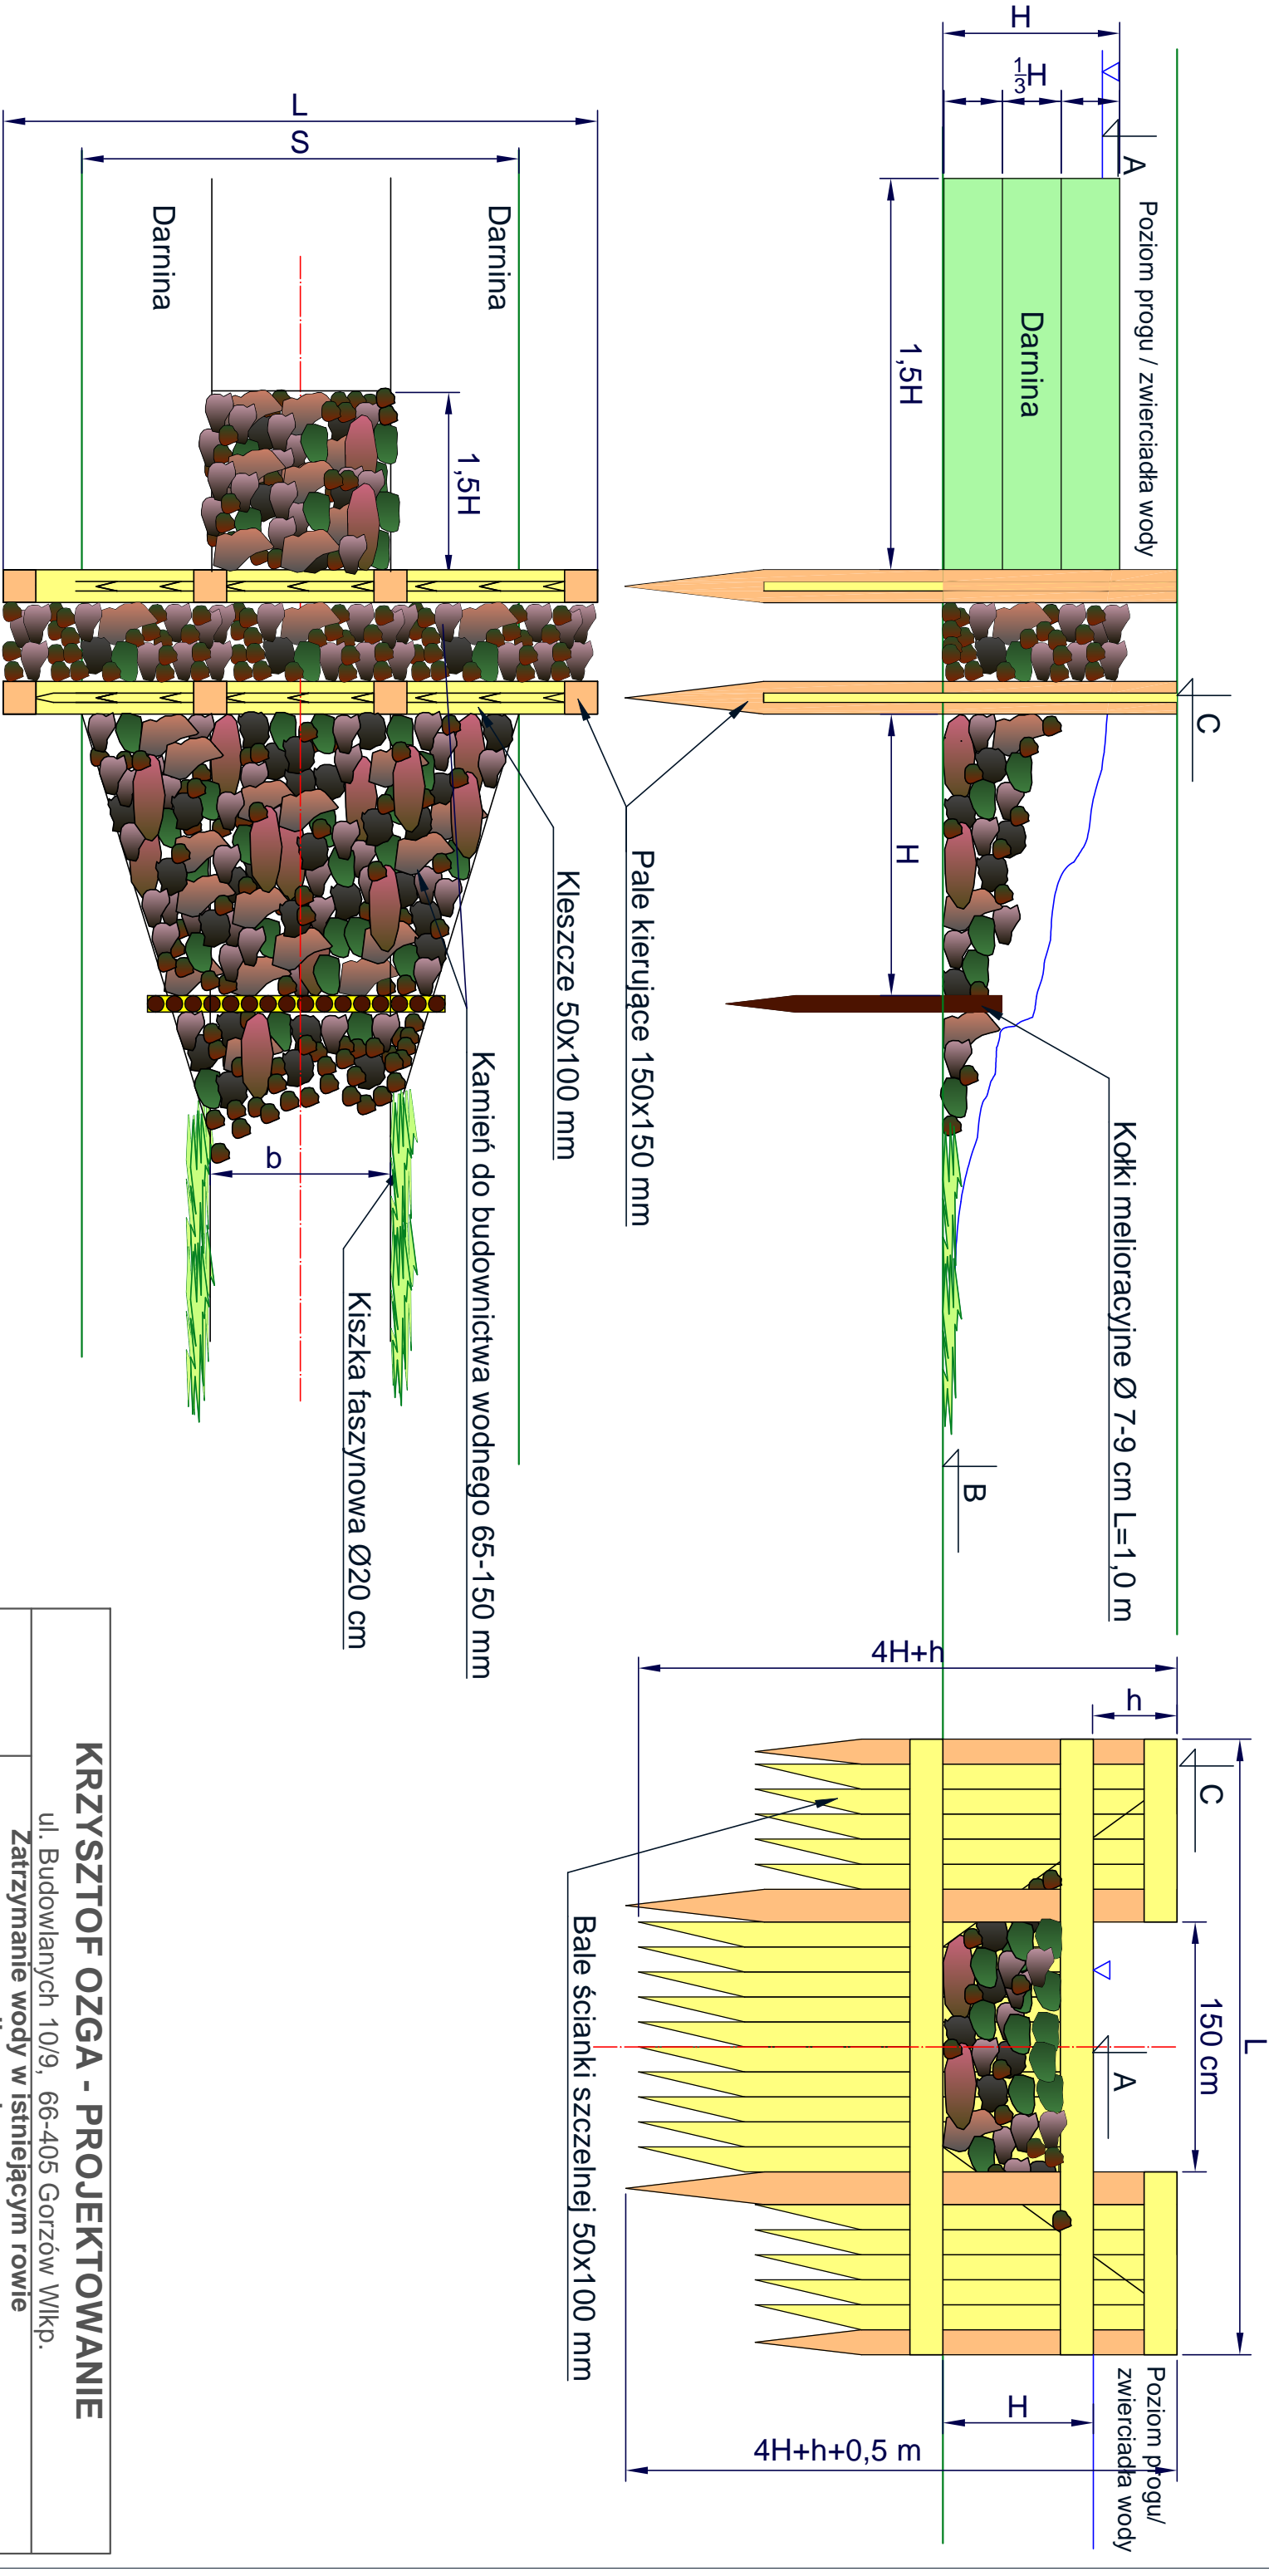 H
1/3H
A
Poziom progu / zwierciadła wody
Darnina
1,5H
C
H
Kołki melioracyjne Ø 7-9 cm L=1,0 m
B
Pale kierujące 150x150 mm
L
S
Darnina
Darnina
1,5H
Kleszcze 50x100 mm
Kamień do budownictwa wodnego 65-150 mm
b
Kiszka faszynowa Ø20 cm
4H+h
h
C
L
150 cm
A
Bale ścianki szczelnej 50x100 mm
H
4H+h+0,5 m
Poziom progu/
zwierciadła wody
KRZYSZTOF OZGA - PROJEKTOWANIE
ul. Budowlanych 10/9, 66-405 Gorzów Wlkp.
Zatrzymanie wody w istniejącym rowie